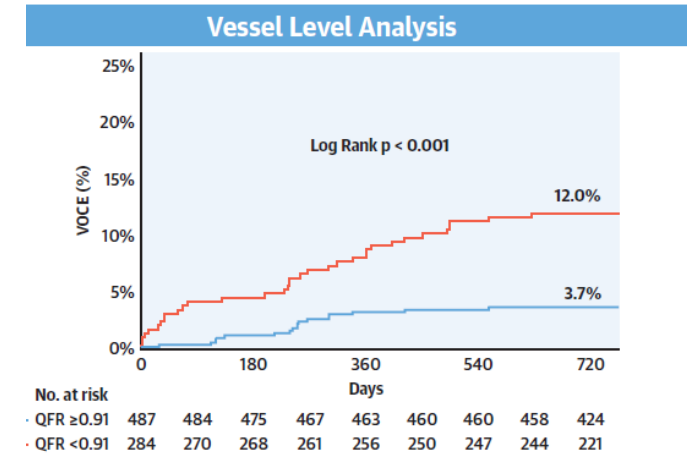 Vessel Level Analysis
25%
20%
15%
10%
5%
0%
VOCE (%)
Log Rank p < 0.001
12.0%
3.7%
0 180 360 540 720
Days
No. at risk
QFR ≥0.91 487 484 475 467 463 460 460 458 424
QFR <0.91 284 270 268 261 256 250 247 244 221